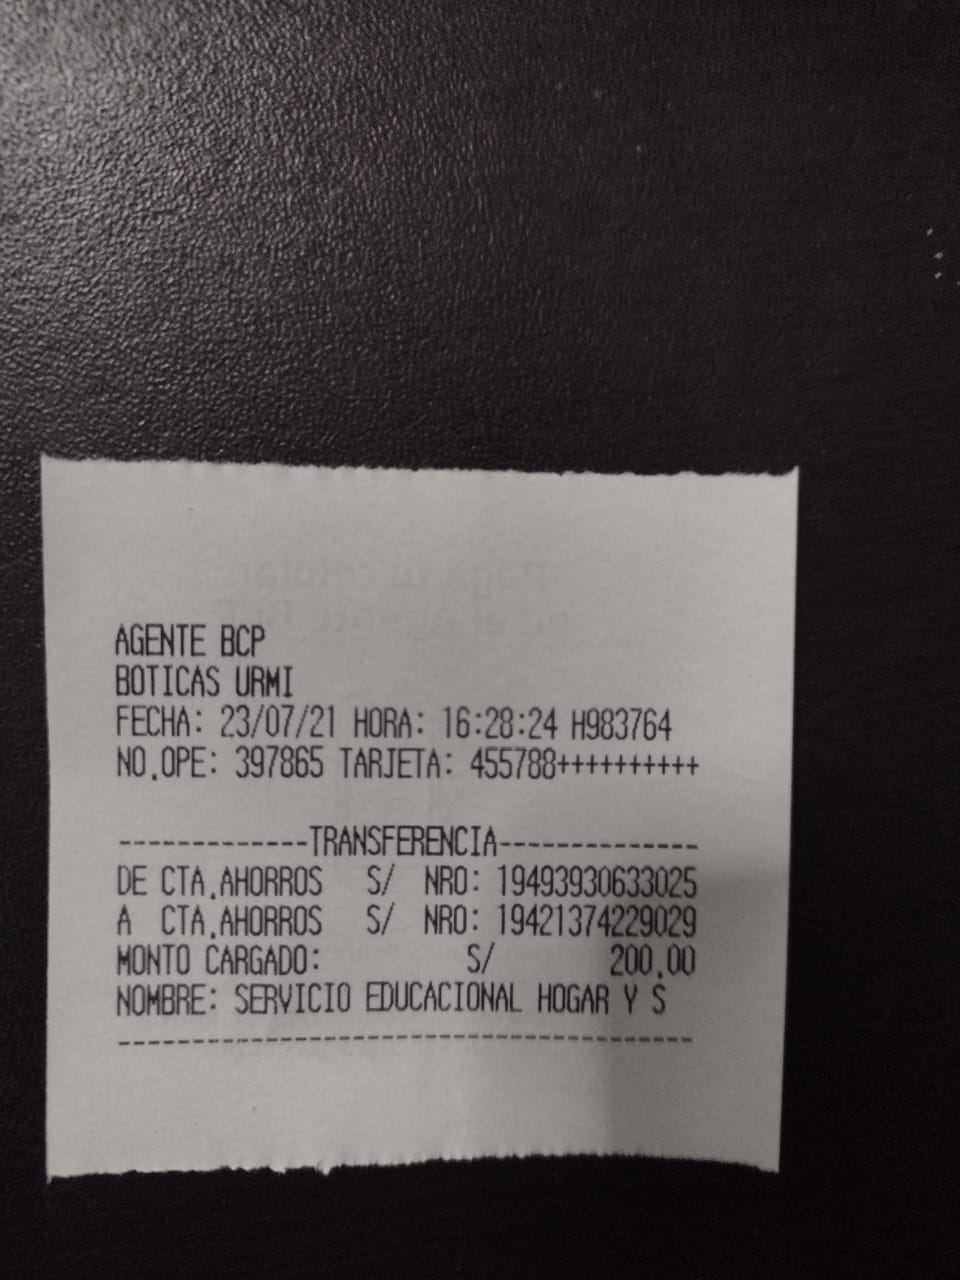 AGENTE BCP
BOTICAS URMI
FECHA: 23/07/21 HORA: 16:28:24 H983764
NO.OPE: 397865 TARJETA: 455788++++++++++
-------------TRANSFERENCIA--------------
DE CTA.AHORROS S/ NRO: 19493930633025
A CTA.AHORROS S/ NRO: 19421374229029
MONTO CARGADO: S/ 200.00
NOMBRE: SERVICIO EDUCACIONAL HOGAR Y S
----------------------------------------